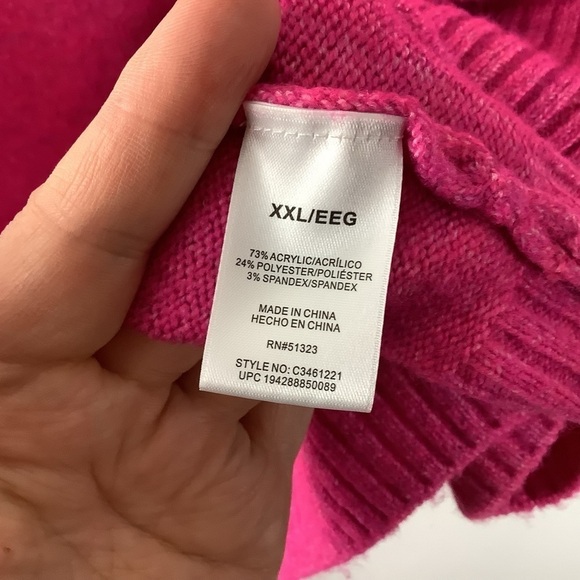 XXL/EEG
73% ACRYLIC/ACRÍLICO
24% POLYESTER/POLIÉSTER
3% SPANDEX/SPANDEX
MADE IN CHINA
HECHO EN CHINA
RN#51323
STYLE NO: C3461221
UPC 194288850089